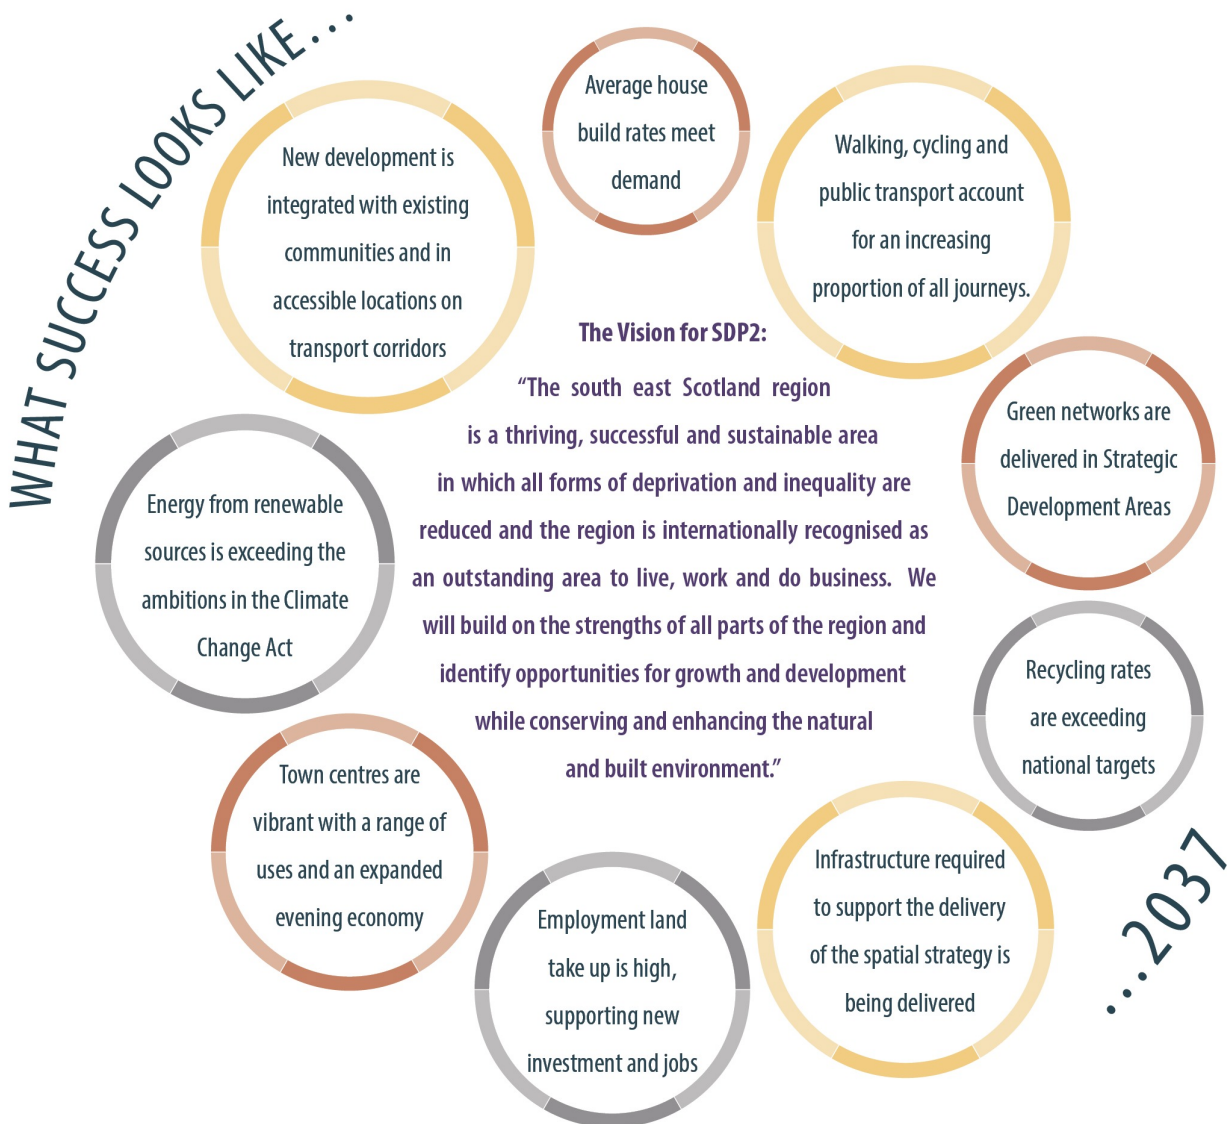 WHAT SUCCESS LOOKS LIKE...
New development is
integrated with existing
communities and in
accessible locations on
transport corridors
Average house
build rates meet
demand
Walking, cycling and
public transport account
for an increasing
proportion of all journeys.
Green networks are
delivered in Strategic
Development Areas
Recycling rates
are exceeding
national targets
Infrastructure required
to support the delivery
of the spatial strategy is
being delivered
Employment land
take up is high,
supporting new
investment and jobs
Town centres are
vibrant with a range of
uses and an expanded
evening economy
Energy from renewable
sources is exceeding the
ambitions in the Climate
Change Act
The Vision for SDP2:
“The south east Scotland region
is a thriving, successful and sustainable area
in which all forms of deprivation and inequality are
reduced and the region is internationally recognised as
an outstanding area to live, work and do business. We
will build on the strengths of all parts of the region and
identify opportunities for growth and development
while conserving and enhancing the natural
and built environment.”
...2037